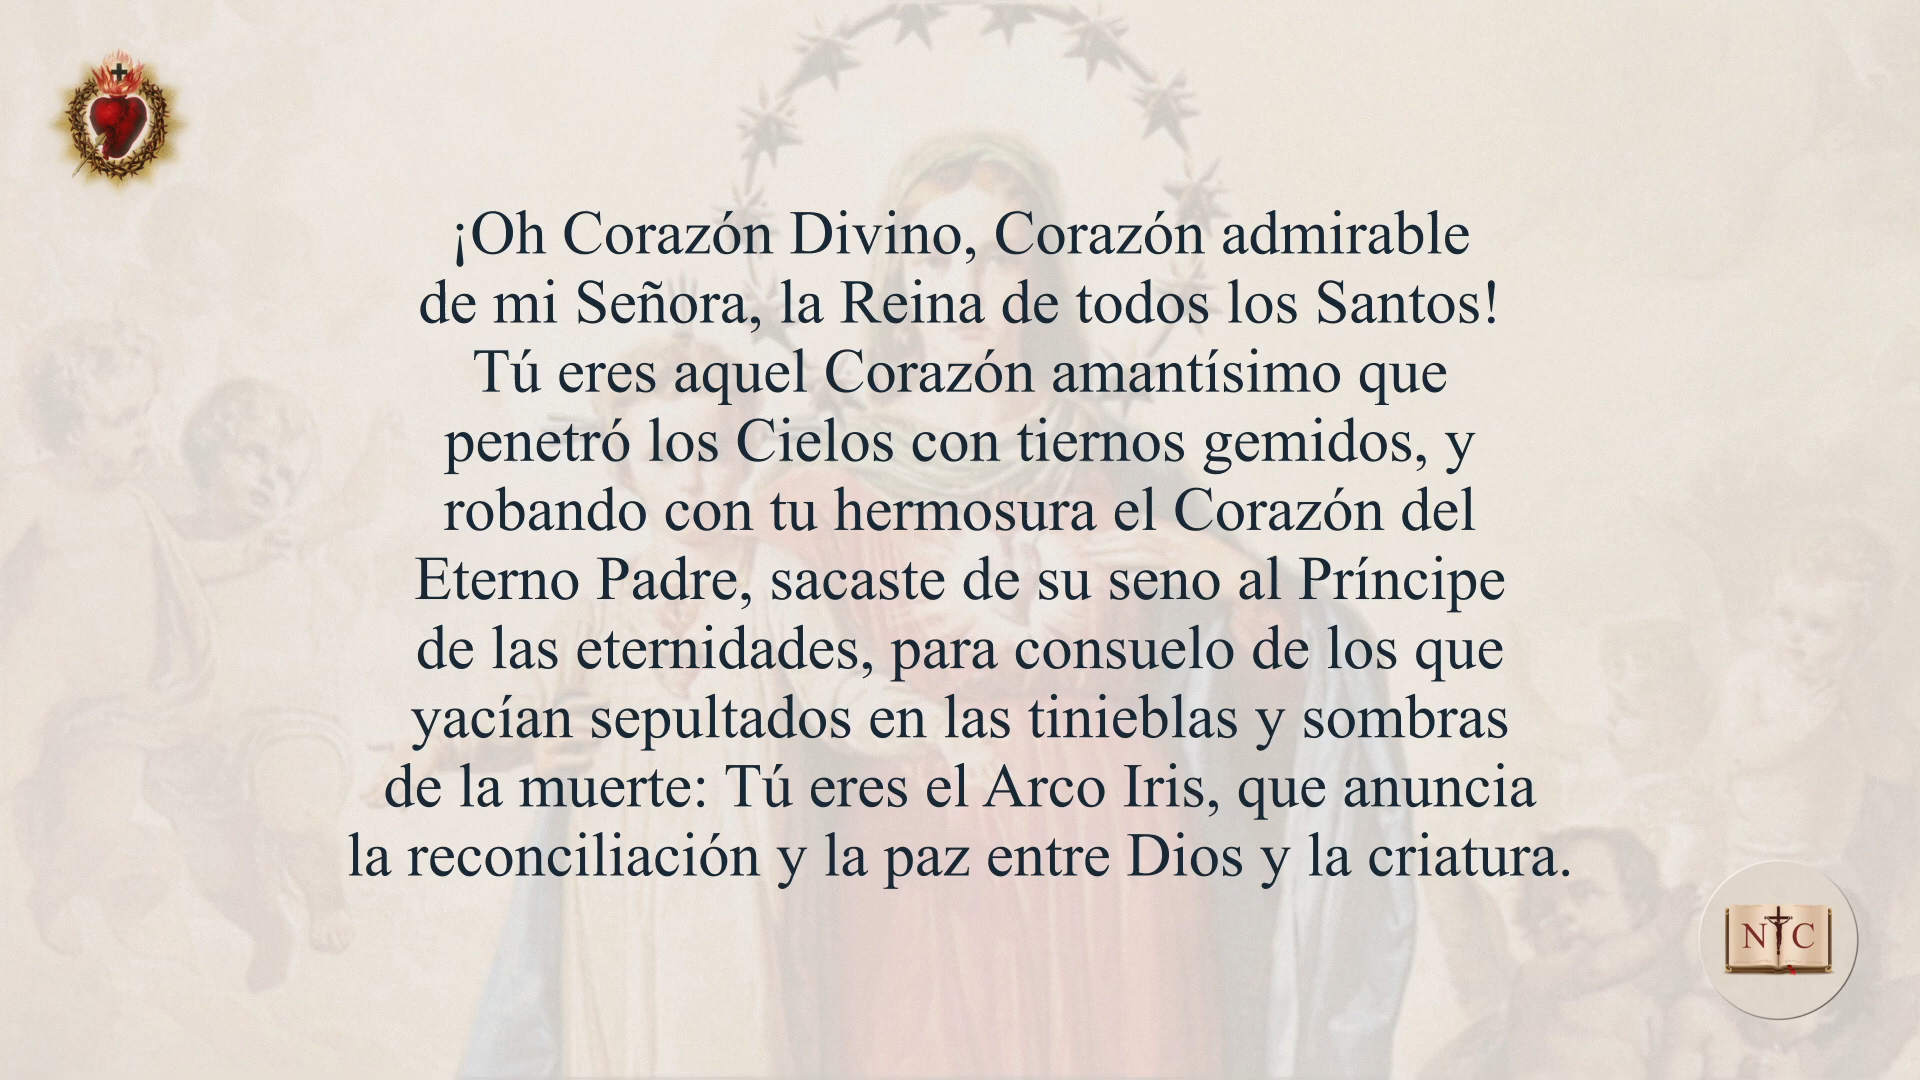 ¡Oh Corazón Divino, Corazón admirable
de mi Señora, la Reina de todos los Santos!
Tú eres aquel Corazón amantísimo que
penetró los Cielos con tiernos gemidos, y
robando con tu hermosura el Corazón del
Eterno Padre, sacaste de su seno al Príncipe
de las eternidades, para consuelo de los que
yacían sepultados en las tinieblas y sombras
de la muerte: Tú eres el Arco Iris, que anuncia
la reconciliación y la paz entre Dios y la criatura.
N C